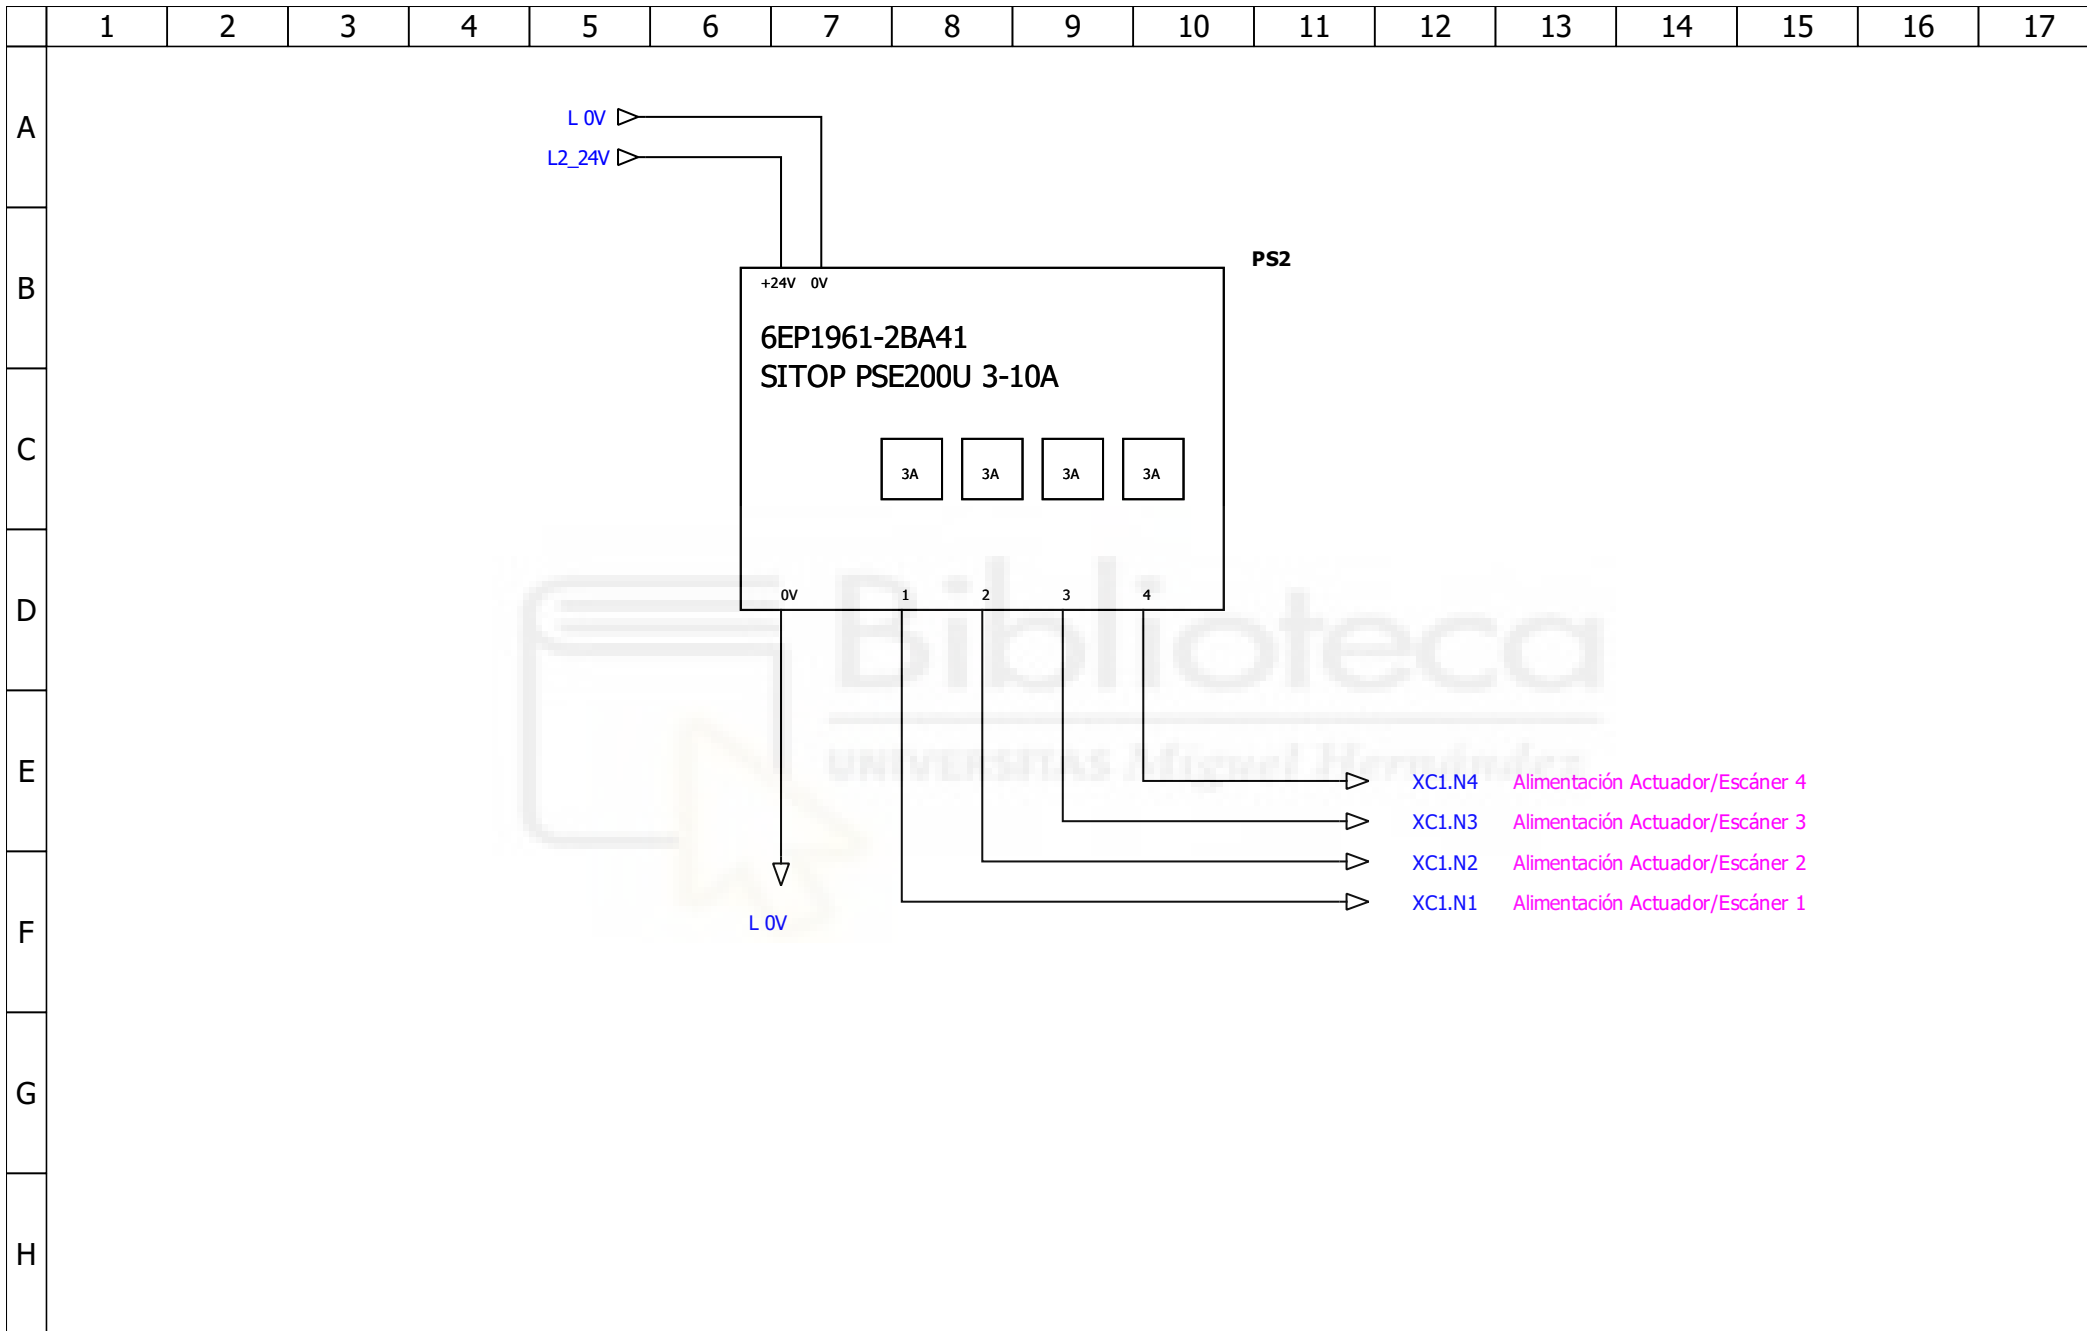 1 2 3 4 5 6 7 8 9 10 11 12 13 14 15 16 17
A
L 0V
L2_24V
PS2
B
+24V 0V
6EP1961-2BA41
SITOP PSE200U 3-10A
C
3A 3A 3A 3A
0V 1 2 3 4
D
Biblioteca
UNIVERSITAS Miguel Hernández
E
XC1.N4 Alimentación Actuador/Escáner 4
XC1.N3 Alimentación Actuador/Escáner 3
XC1.N2 Alimentación Actuador/Escáner 2
XC1.N1 Alimentación Actuador/Escáner 1
L 0V
F
G
H